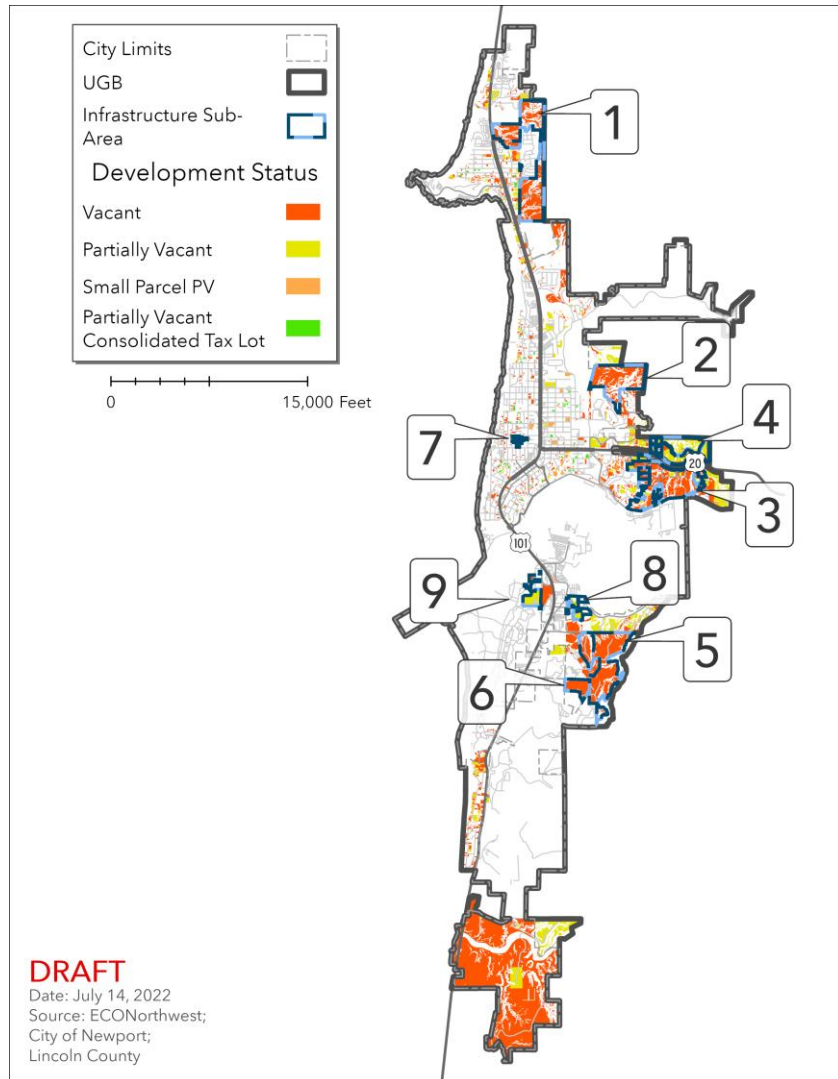 City Limits
UGB
Infrastructure Sub-
Area
Development Status
Vacant
Partially Vacant
Small Parcel PV
Partially Vacant
Consolidated Tax Lot
0 15,000 Feet
1
2
4
7
20
3
101
8
9
5
6
DRAFT
Date: July 14, 2022
Source: ECONorthwest;
City of Newport;
Lincoln County